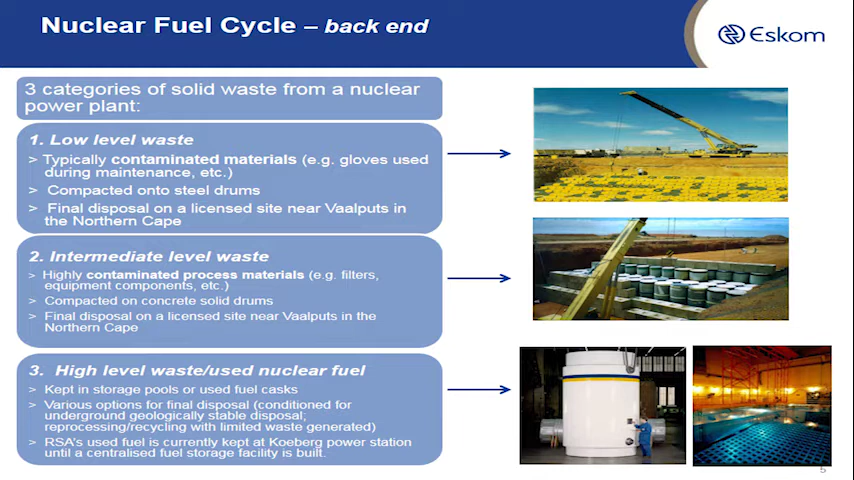 Nuclear Fuel Cycle – back end
Eskom
3 categories of solid waste from a nuclear
power plant:
1. Low level waste
> Typically contaminated materials (e.g. gloves used
during maintenance, etc.)
> Compacted onto steel drums
> Final disposal on a licensed site near Vaalputs in
the Northern Cape
2. Intermediate level waste
> Highly contaminated process materials (e.g. filters,
equipment components, etc.)
> Compacted on concrete solid drums
> Final disposal on a licensed site near Vaalputs in the
Northern Cape
3. High level waste/used nuclear fuel
> Kept in storage pools or used fuel casks
> Various options for final disposal (conditioned for
underground geologically stable disposal;
reprocessing/recycling with limited waste generated)
> RSA's used fuel is currently kept at Koeberg power station
until a centralised fuel storage facility is built.
5